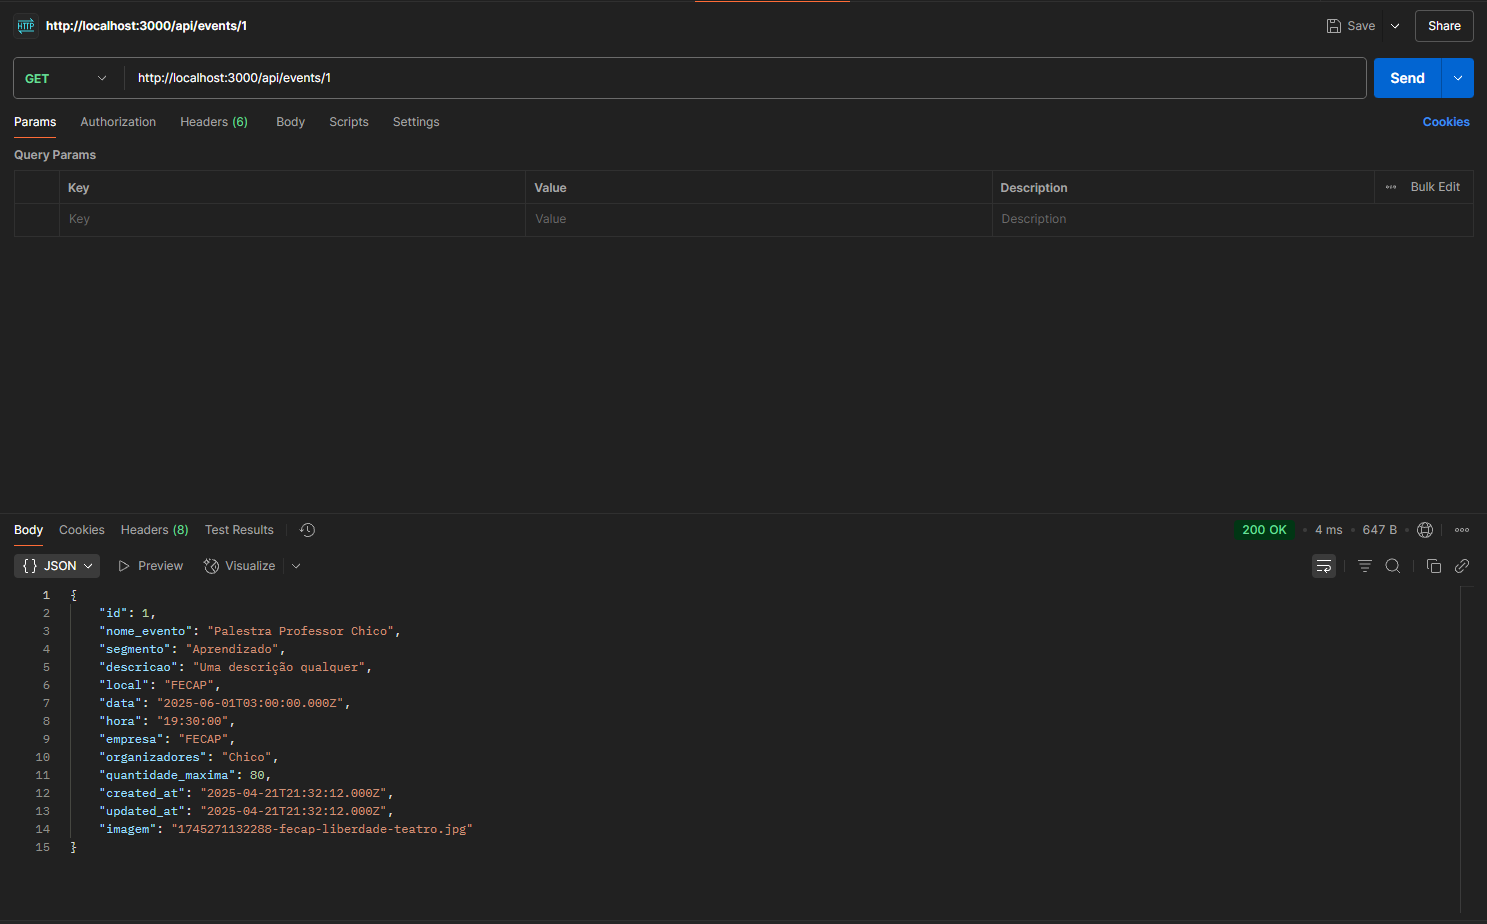 HTTP http://localhost:3000/api/events/1 Save Share
GET http://localhost:3000/api/events/1 Send
Params Authorization Headers (6) Body Scripts Settings Cookies
Query Params
Key Value Description Bulk Edit
Key Value Description
Body Cookies Headers (8) Test Results 200 OK • 4 ms • 647 B •
{} JSON Preview Visualize
1 {
2 "id": 1,
3 "nome_evento": "Palestra Professor Chico",
4 "segmento": "Aprendizado",
5 "descricao": "Uma descrição qualquer",
6 "local": "FECAP",
7 "data": "2025-06-01T03:00:00.000Z",
8 "hora": "19:30:00",
9 "empresa": "FECAP",
10 "organizadores": "Chico",
11 "quantidade_maxima": 80,
12 "created_at": "2025-04-21T21:32:12.000Z",
13 "updated_at": "2025-04-21T21:32:12.000Z",
14 "imagem": "1745271132288-fecap-liberdade-teatro.jpg"
15 }